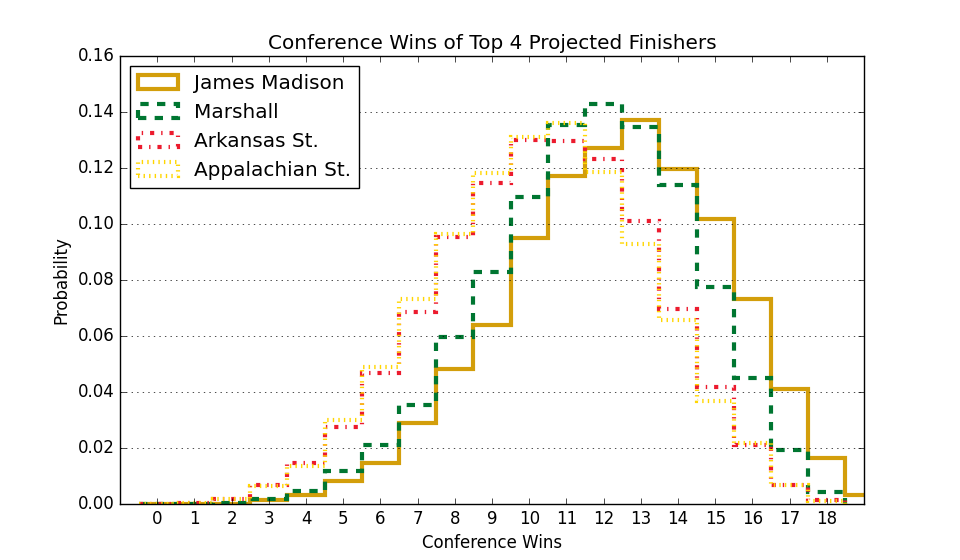 Conference Wins of Top 4 Projected Finishers
James Madison
Marshall
Arkansas St.
Appalachian St.
Probability
0.16
0.14
0.12
0.10
0.08
0.06
0.04
0.02
0.00
0 1 2 3 4 5 6 7 8 9 10 11 12 13 14 15 16 17 18
Conference Wins